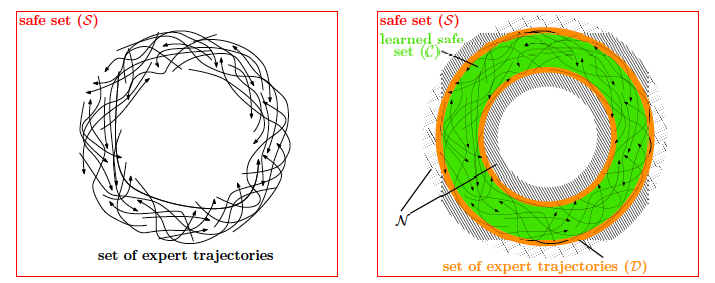 safe set (𝒮)
set of expert trajectories
safe set (𝒮)
learned safe
set (𝒞)
𝒩
set of expert trajectories (𝒟)